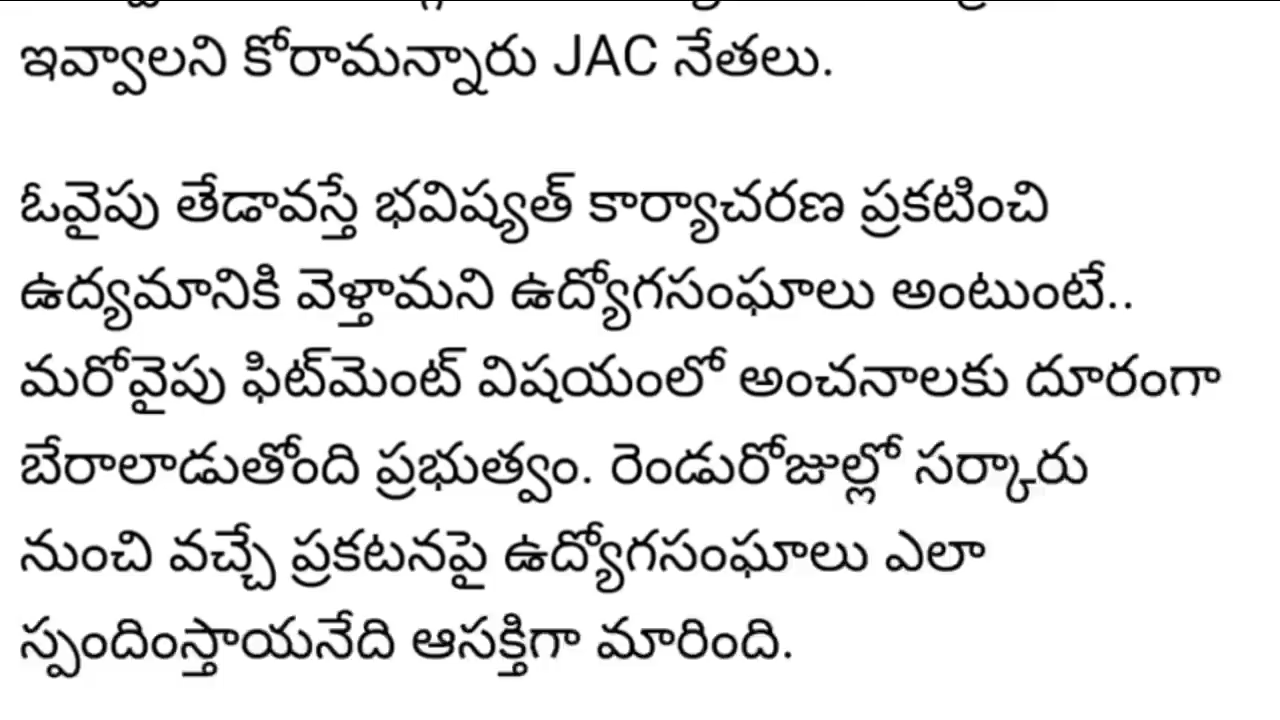 ఇవ్వాలని కోరామన్నారు JAC నేతలు.
ఓవైపు తేడావస్తే భవిష్యత్ కార్యాచరణ ప్రకటించి
ఉద్యమానికి వెళ్తామని ఉద్యోగసంఘాలు అంటుంటే..
మరోవైపు ఫిట్‌మెంట్ విషయంలో అంచనాలకు దూరంగా
బేరాలాడుతోంది ప్రభుత్వం. రెండురోజుల్లో సర్కారు
నుంచి వచ్చే ప్రకటనపై ఉద్యోగసంఘాలు ఎలా
స్పందిస్తాయనేది ఆసక్తిగా మారింది.